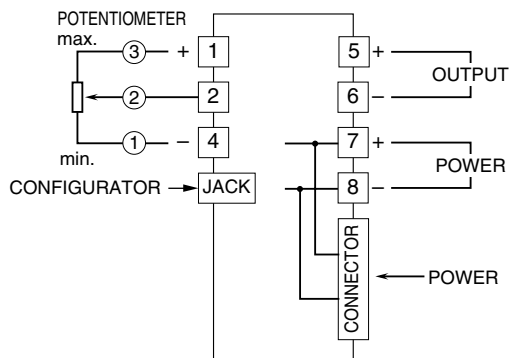 POTENTIOMETER
max.
3 + 1
2 2
1 − 4
min.
CONFIGURATOR JACK
5 +
OUTPUT
6 −
7 +
POWER
8 −
CONNECTOR
POWER